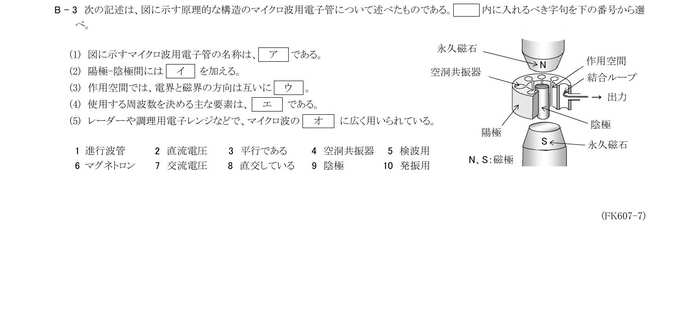 B－3 次の記述は、図に示す原理的な構造のマイクロ波用電子管について述べたものである。□内に入れるべき字句を下の番号から選
べ。
(1) 図に示すマイクロ波用電子管の名称は、ア である。
(2) 陽極-陰極間には イ を加える。
(3) 作用空間では、電界と磁界の方向は互いに ウ 。
(4) 使用する周波数を決める主な要素は、エ である。
(5) レーダーや調理用電子レンジなどで、マイクロ波の オ に広く用いられている。
1 進行波管 2 直流電圧 3 平行である 4 空洞共振器 5 検波用
6 マグネトロン 7 交流電圧 8 直交している 9 陰極 10 発振用
永久磁石
N
作用空間
空洞共振器
結合ループ
出力
陽極
陰極
S
永久磁石
N、S：磁極
(FK607-7)